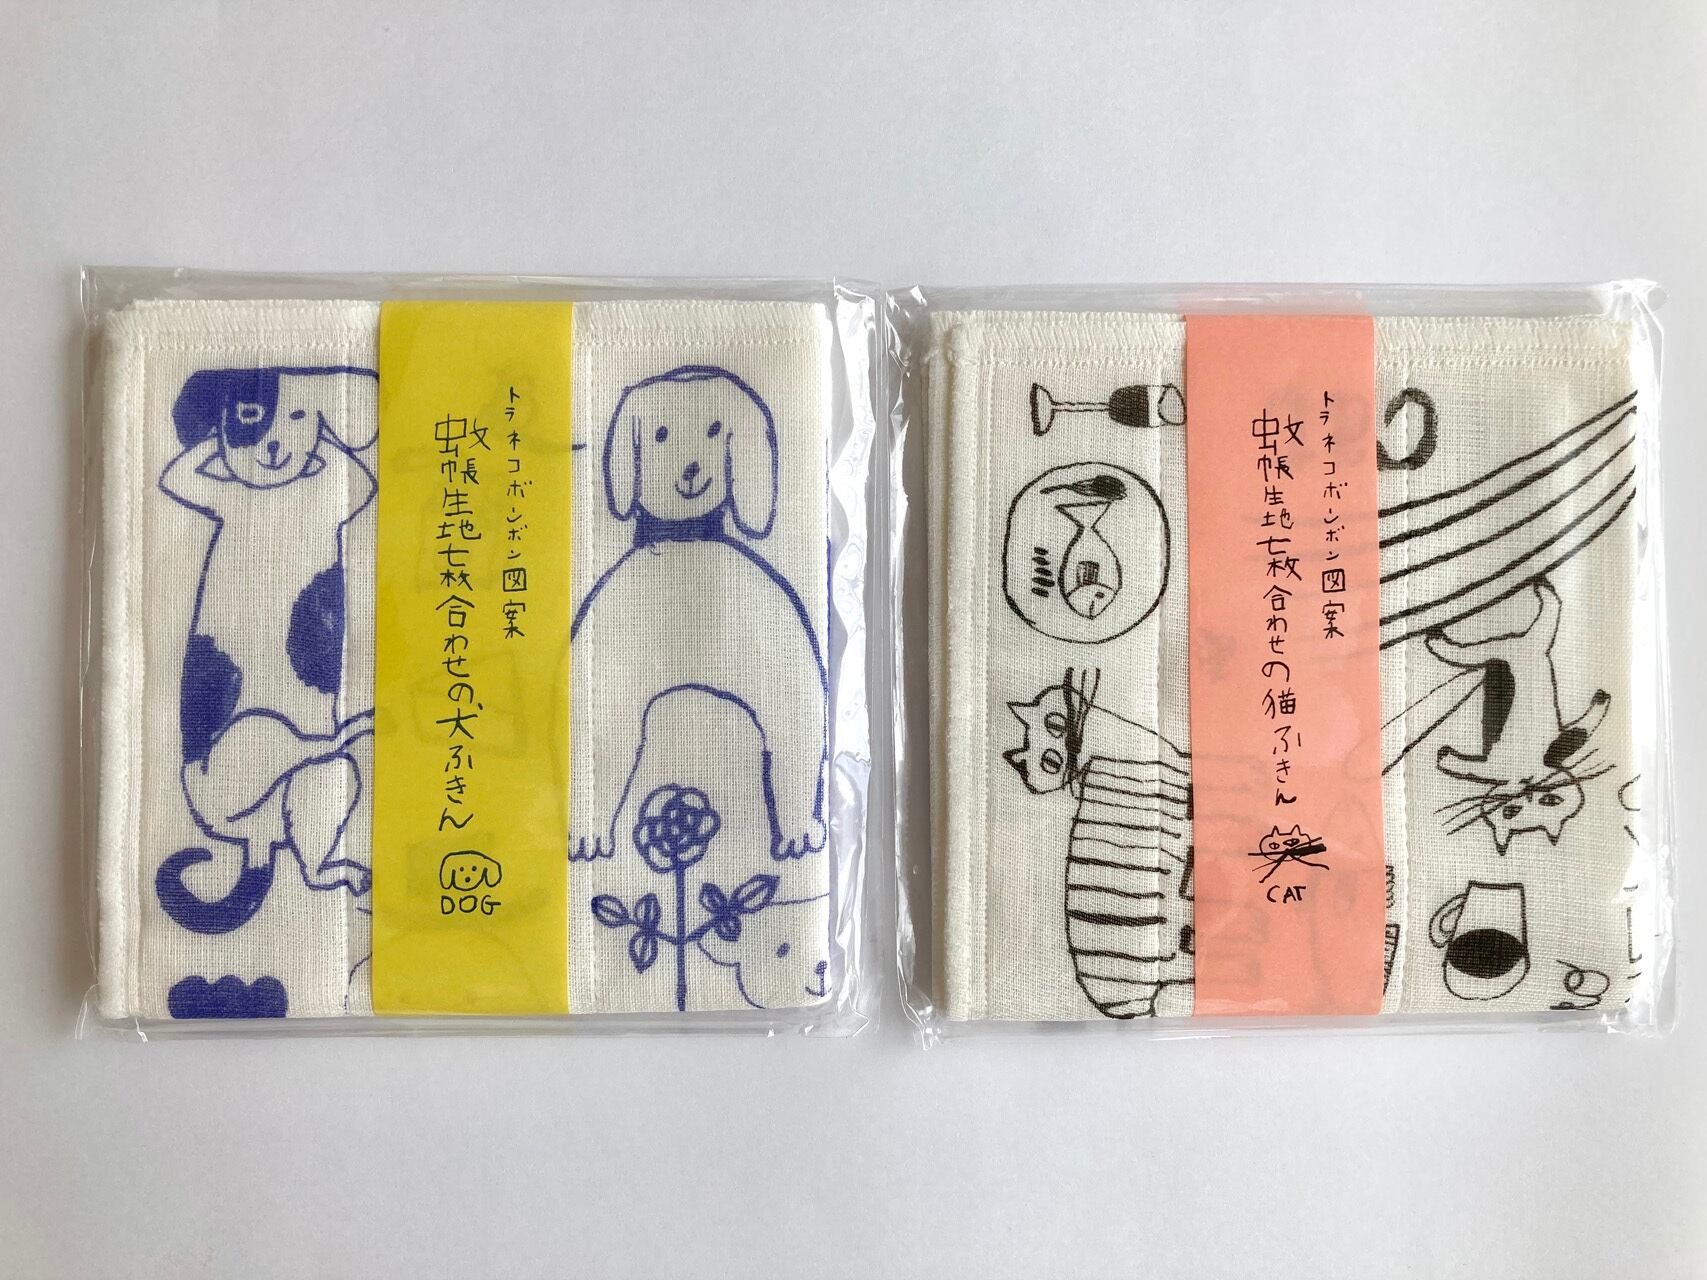 トラネコボンボン図案
蚊帳生地七枚合わせの、犬ふきん
DOG
トラネコボンボン図案
蚊帳生地七枚合わせの猫ふきん
CAT